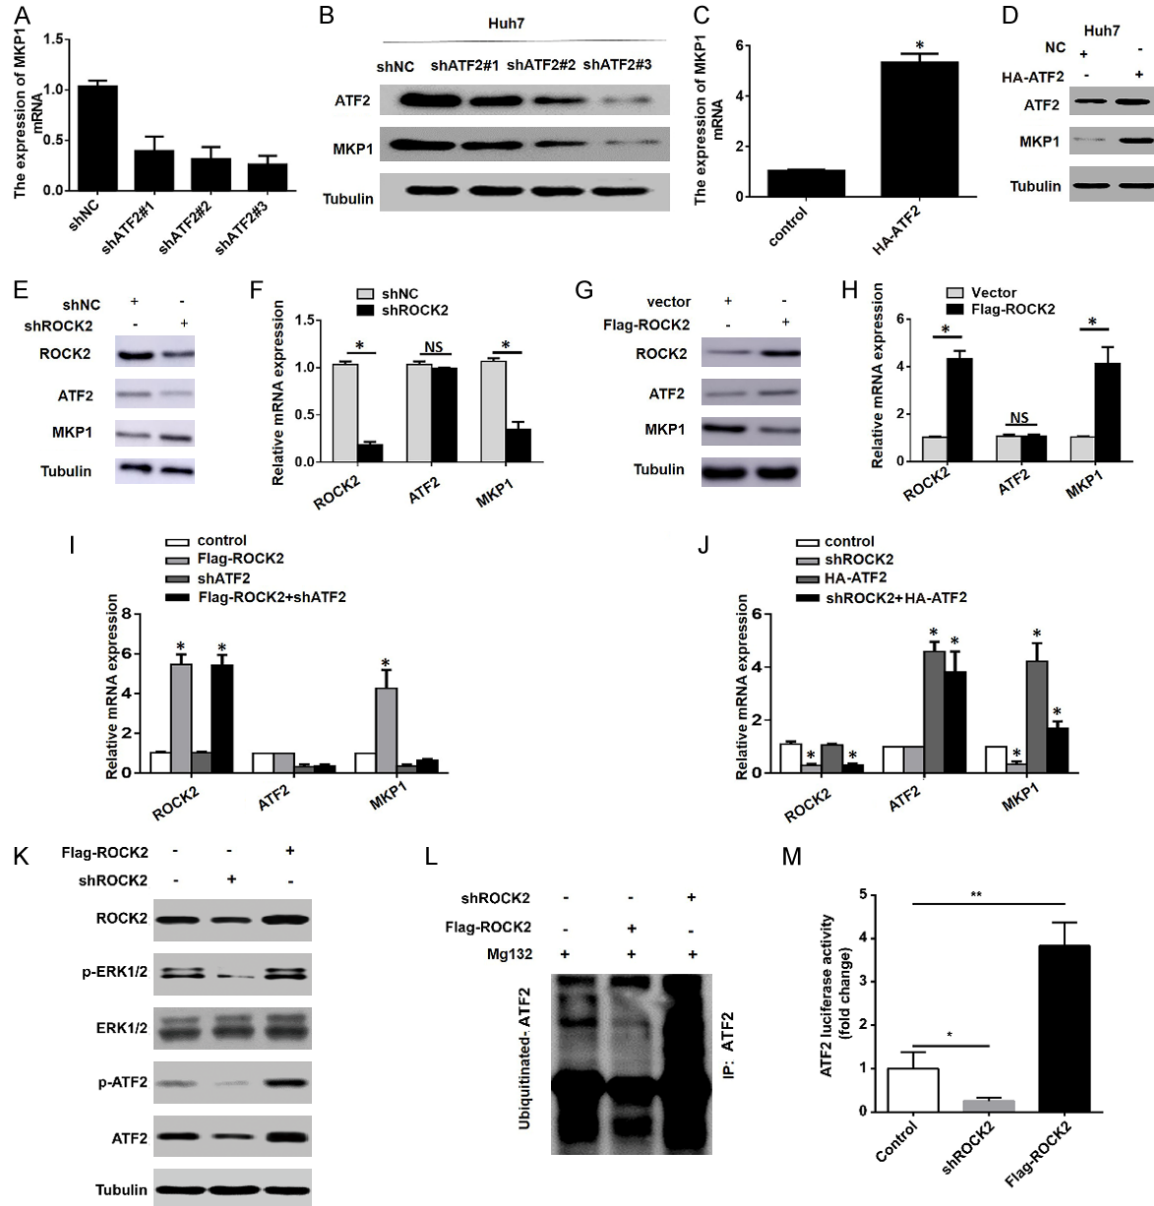 A
The expression of MKP1
mRNA
1.5
1.0
0.5
0.0
shNC
shATF2#1
shATF2#2
shATF2#3
B
Huh7
shNC shATF2#1 shATF2#2 shATF2#3
ATF2
MKP1
Tubulin
C
The expression of MKP1
mRNA
6
4
2
0
*
control
HA-ATF2
D
Huh7
NC + -
HA-ATF2 - +
ATF2
MKP1
Tubulin
E
shNC + -
shROCK2 - +
ROCK2
ATF2
MKP1
Tubulin
F
shNC
shROCK2
Relative mRNA expression
1.5
1.0
0.5
0.0
* NS *
ROCK2
ATF2
MKP1
G
vector + -
Flag-ROCK2 - +
ROCK2
ATF2
MKP1
Tubulin
H
Vector
Flag-ROCK2
Relative mRNA expression
6
4
2
0
* NS *
ROCK2
ATF2
MKP1
I
control
Flag-ROCK2
shATF2
Flag-ROCK2+shATF2
Relative mRNA expression
8
6
4
2
0
* * *
ROCK2
ATF2
MKP1
J
control
shROCK2
HA-ATF2
shROCK2+HA-ATF2
Relative mRNA expression
6
4
2
0
* * * * * * *
ROCK2
ATF2
MKP1
K
Flag-ROCK2 - - +
shROCK2 - + -
ROCK2
p-ERK1/2
ERK1/2
p-ATF2
ATF2
Tubulin
L
shROCK2 - - +
Flag-ROCK2 - + -
Mg132 + + +
Ubiquitinated- ATF2
IP: ATF2
M
ATF2 luciferase activity
(fold change)
5
4
3
2
1
0
**
*
Control
shROCK2
Flag-ROCK2